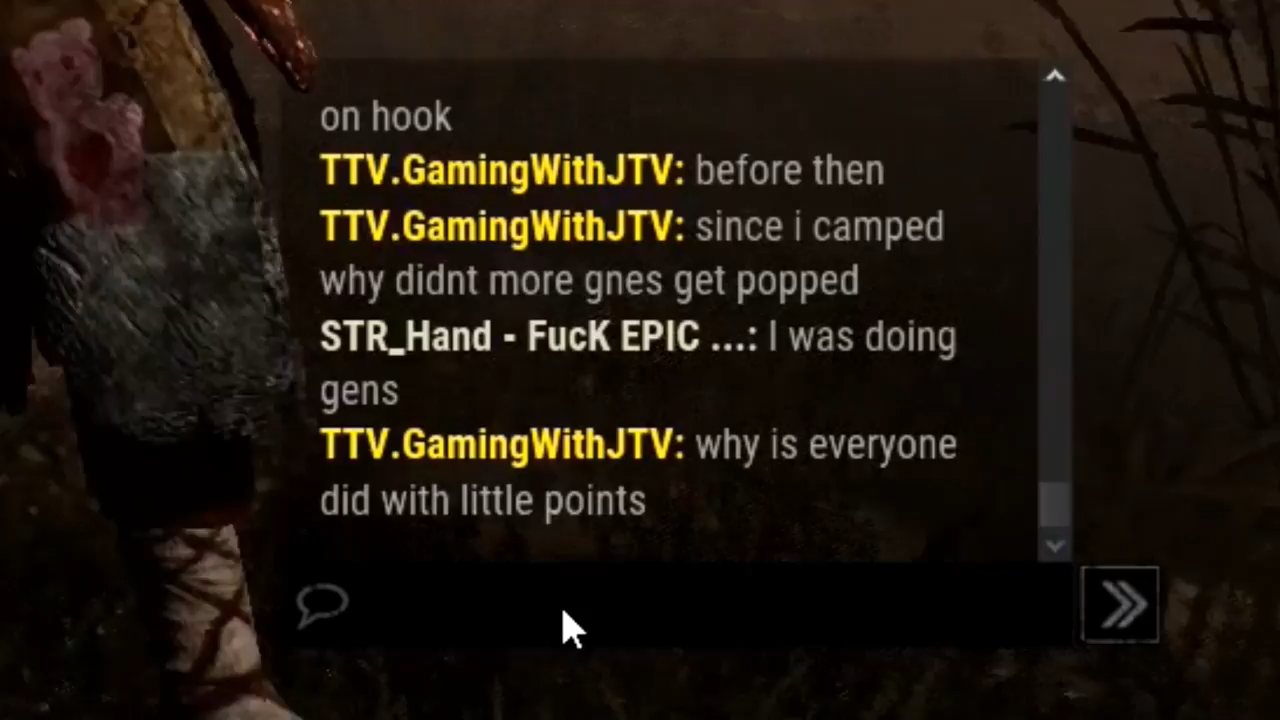 on hook
TTV.GamingWithJTV: before then
TTV.GamingWithJTV: since i camped
why didnt more gnes get popped
STR_Hand - FucK EPIC ...: I was doing
gens
TTV.GamingWithJTV: why is everyone
did with little points